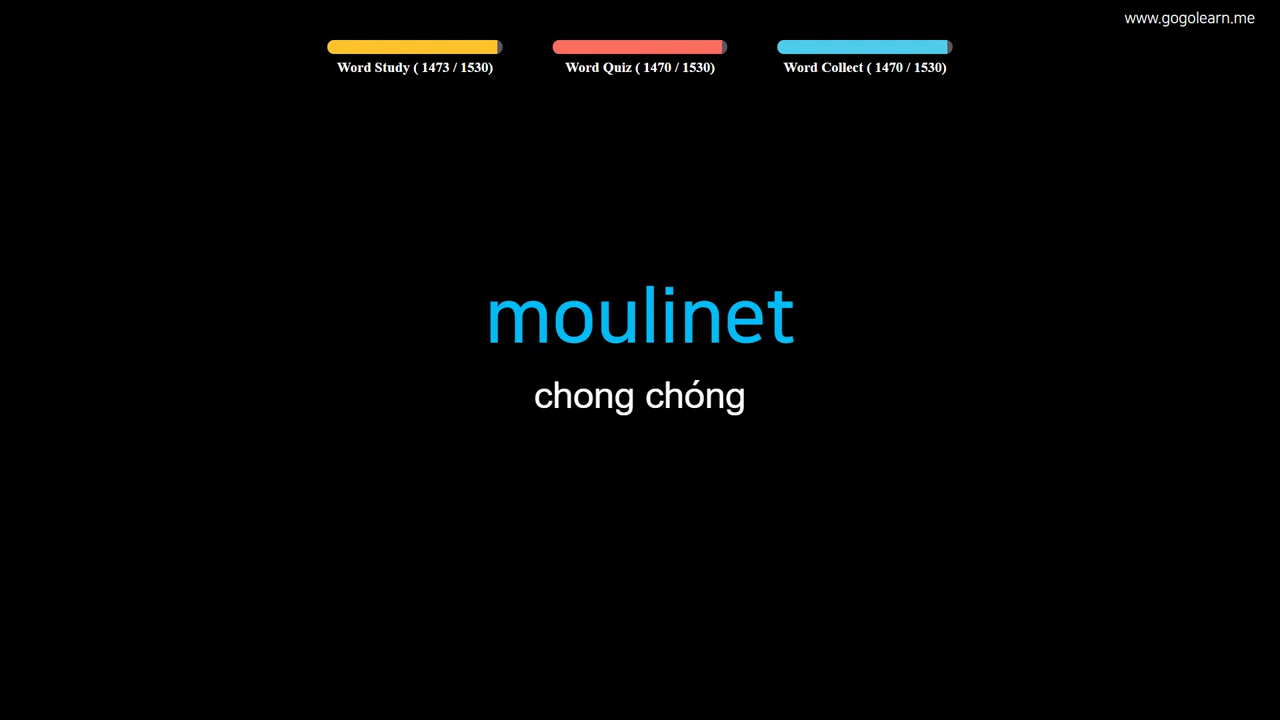 www.gogolearn.me
Word Study ( 1473 / 1530)
Word Quiz ( 1470 / 1530)
Word Collect ( 1470 / 1530)
moulinet
chong chóng